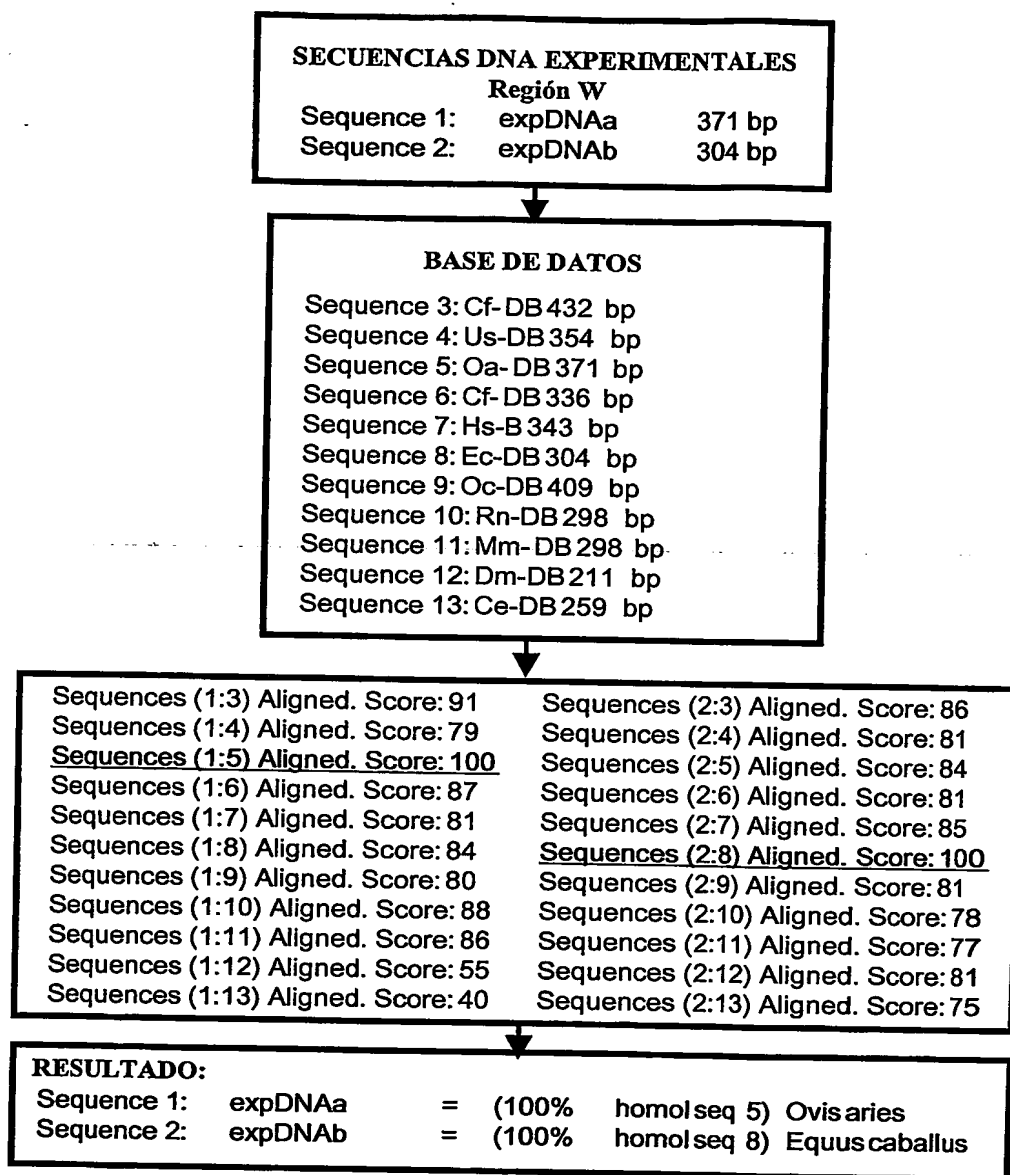 SECUENCIAS DNA EXPERIMENTALES
Región W
Sequence 1: expDNAa 371 bp
Sequence 2: expDNAb 304 bp
BASE DE DATOS
Sequence 3: Cf-DB 432 bp
Sequence 4: Us-DB 354 bp
Sequence 5: Oa-DB 371 bp
Sequence 6: Cf-DB 336 bp
Sequence 7: Hs-B 343 bp
Sequence 8: Ec-DB 304 bp
Sequence 9: Oc-DB 409 bp
Sequence 10: Rn-DB 298 bp
Sequence 11: Mm-DB 298 bp
Sequence 12: Dm-DB 211 bp
Sequence 13: Ce-DB 259 bp
Sequences (1:3) Aligned. Score: 91
Sequences (1:4) Aligned. Score: 79
Sequences (1:5) Aligned. Score: 100
Sequences (1:6) Aligned. Score: 87
Sequences (1:7) Aligned. Score: 81
Sequences (1:8) Aligned. Score: 84
Sequences (1:9) Aligned. Score: 80
Sequences (1:10) Aligned. Score: 88
Sequences (1:11) Aligned. Score: 86
Sequences (1:12) Aligned. Score: 55
Sequences (1:13) Aligned. Score: 40
Sequences (2:3) Aligned. Score: 86
Sequences (2:4) Aligned. Score: 81
Sequences (2:5) Aligned. Score: 84
Sequences (2:6) Aligned. Score: 81
Sequences (2:7) Aligned. Score: 85
Sequences (2:8) Aligned. Score: 100
Sequences (2:9) Aligned. Score: 81
Sequences (2:10) Aligned. Score: 78
Sequences (2:11) Aligned. Score: 77
Sequences (2:12) Aligned. Score: 81
Sequences (2:13) Aligned. Score: 75
RESULTADO:
Sequence 1: expDNAa = (100% homol seq 5) Ovis aries
Sequence 2: expDNAb = (100% homol seq 8) Equus caballus